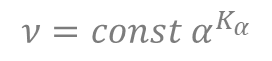 ν = const α^{K_α}